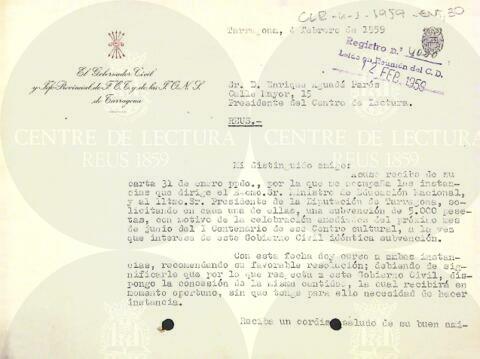 CLR-4-1-1959-ENT, 30
Tarragona, 4 febrero de 1959
Registro D.º 4080
Leído en Reunión del C. D.
12 FEB. 1959
El Gobernador Civil
y Jefe Provincial de F. E. T. y de las J. O. N. S.
de Tarragona
Sr. D. Enrique Aguadé Parés
Calle Mayor, 15
Presidente del Centro de Lectura.
REUS.-
CENTRE DE LECTURA
REUS 1859
CENTRE DE LECTURA
REUS 1859
Mi distinguido amigo:
Acuso recibo de su
carta 31 de enero ppdo., por la que me acompaña las instan-
cias que dirige el Excmo.Sr. Ministro de Educación Nacional,
y al Iltmo.Sr. Presidente de la Diputación de Tarragona, so-
licitando en cada una de ellas, una subvención de 5.000 pese-
tas, con motivo de la celebración a mediados del próximo mes
de junio del I Centenario de ese Centro cultural, a la vez
que interesa de este Gobierno Civil idéntica subvención.
Con esta fecha doy curso a ambas instan-
cias, recomendando su favorable resolución; debiendo de sig-
nificarle que por lo que respecta a este Gobierno Civil, dis-
pongo la concesión de la misma cantidad, la cual recibirá en
momento oportuno, sin que tenga para ello necesidad de hacer
instancia.
Reciba un cordial saludo de su buen ami-